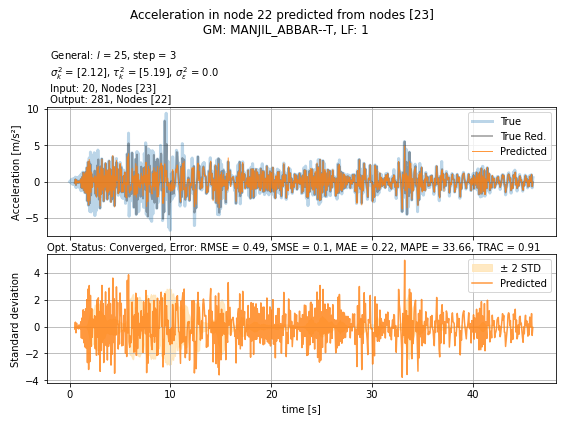 Acceleration in node 22 predicted from nodes [23]
GM: MANJIL_ABBAR--T, LF: 1
General: l = 25, step = 3
σ²ₖ = [2.12], τ²ₖ = [5.19], σ²ε = 0.0
Input: 20, Nodes [23]
Output: 281, Nodes [22]
Acceleration [m/s²]
10
5
0
−5
True
True Red.
Predicted
Opt. Status: Converged, Error: RMSE = 0.49, SMSE = 0.1, MAE = 0.22, MAPE = 33.66, TRAC = 0.91
Standard deviation
4
2
0
−2
−4
± 2 STD
Predicted
0
10
20
30
40
time [s]